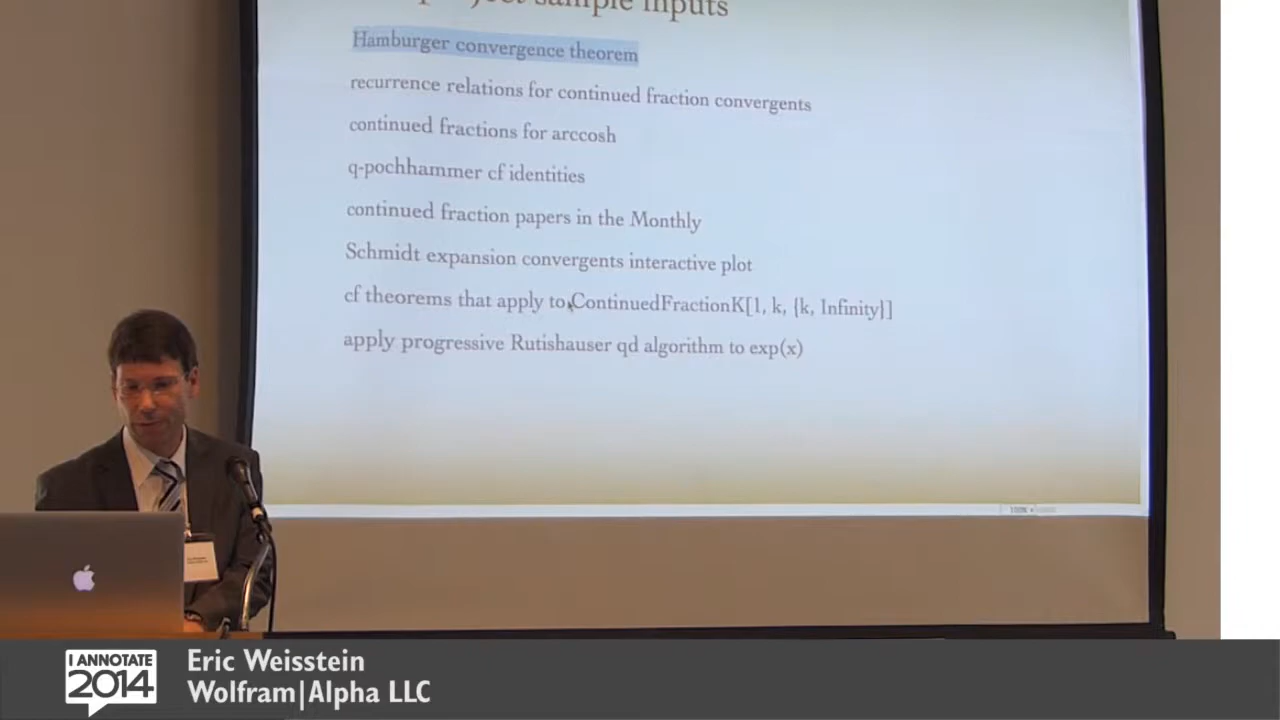 sample inputs
Hamburger convergence theorem
recurrence relations for continued fraction convergents
continued fractions for arccosh
q-pochhammer cf identities
continued fraction papers in the Monthly
Schmidt expansion convergents interactive plot
cf theorems that apply to ContinuedFractionK[1, k, {k, Infinity}]
apply progressive Rutishauser qd algorithm to exp(x)
I ANNOTATE
2014
Eric Weisstein
Wolfram|Alpha LLC